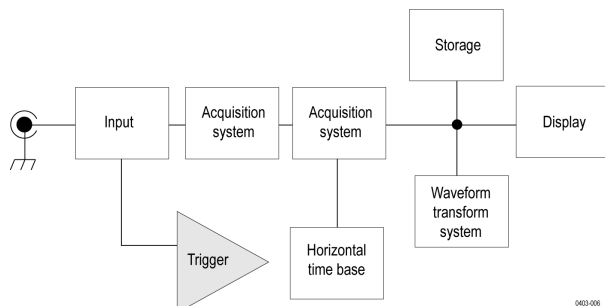 Storage
Input
Acquisition
system
Acquisition
system
Display
Waveform
transform
system
Trigger
Horizontal
time base
0403-006